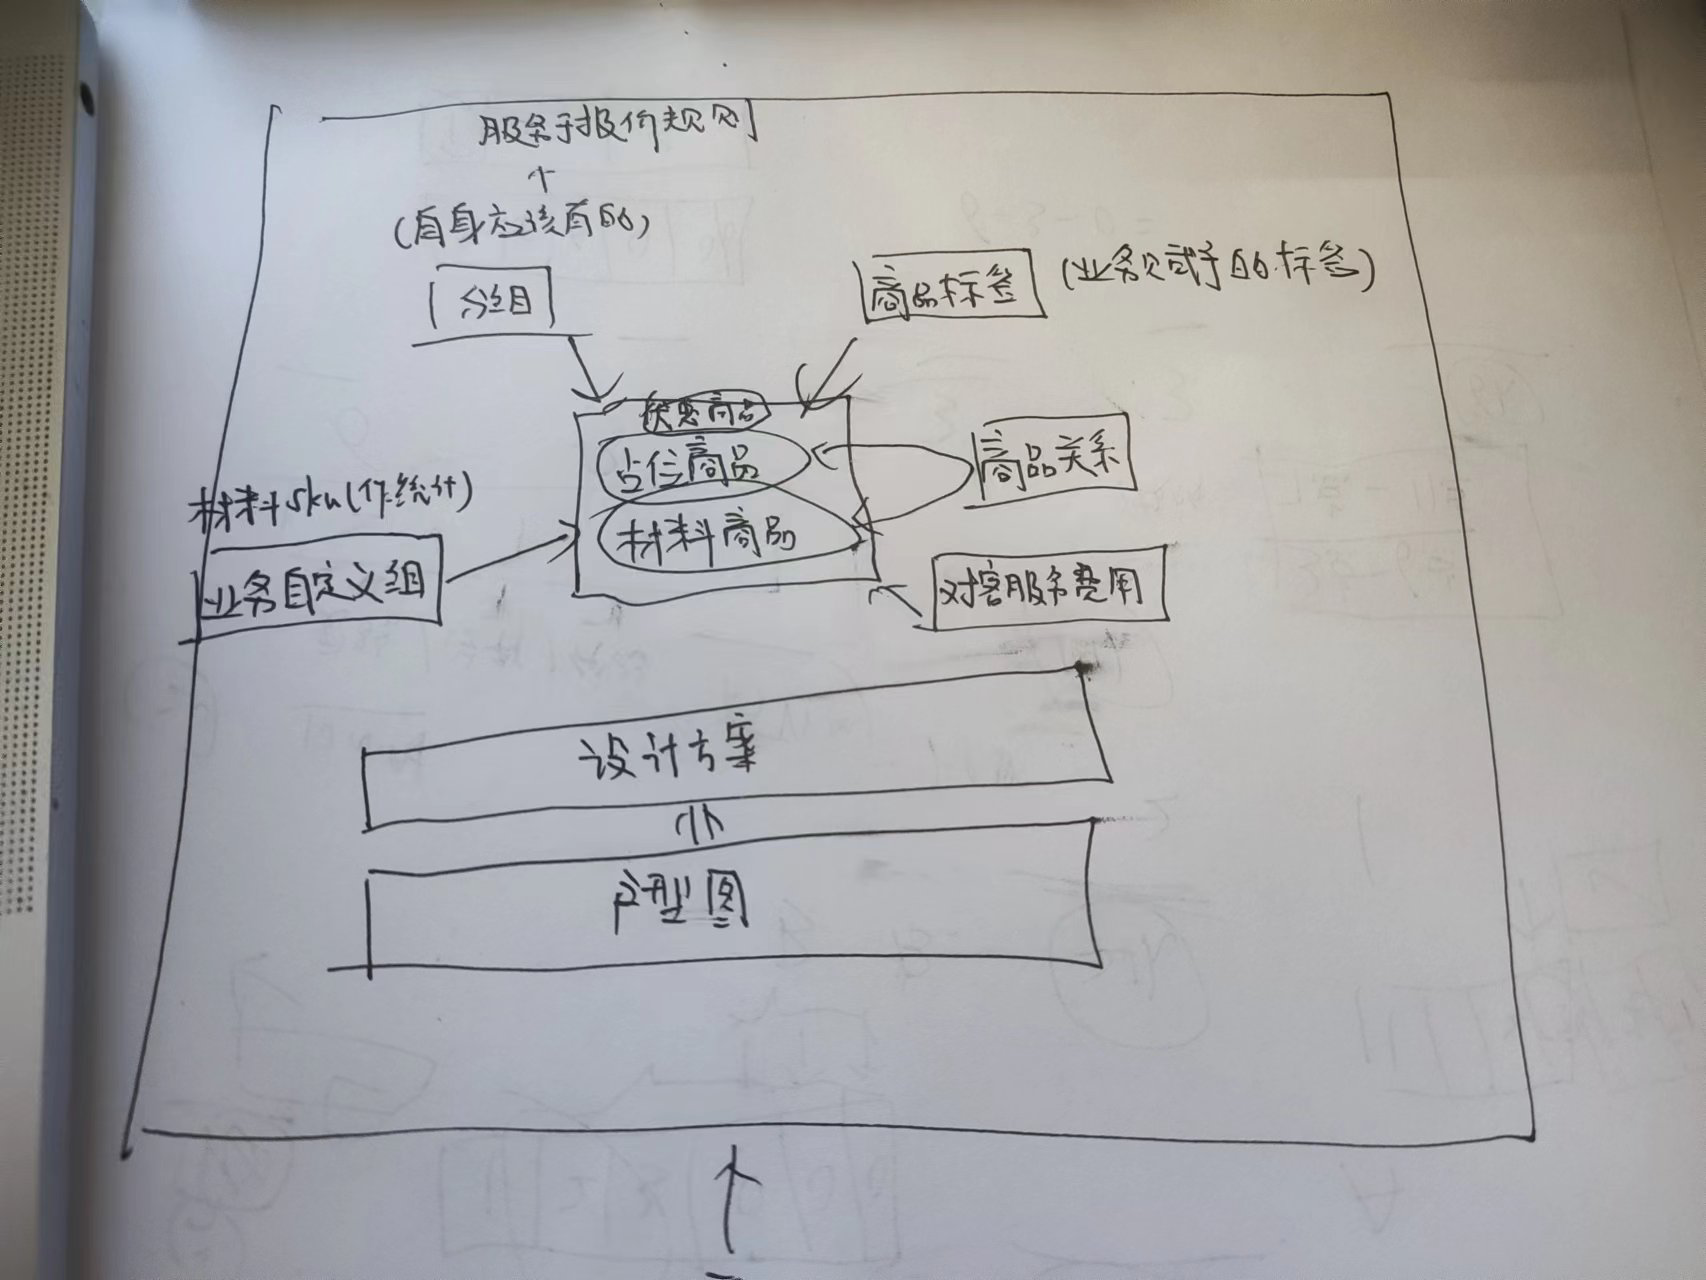 服务于报价规则
+
(自身应该有的)
分组
商品标签
(业务赋予的标签)
优惠商品
占位商品
材料商品
商品关系
材料sku(作统计)
业务自定义组
对客服务费用
设计方案
户型图